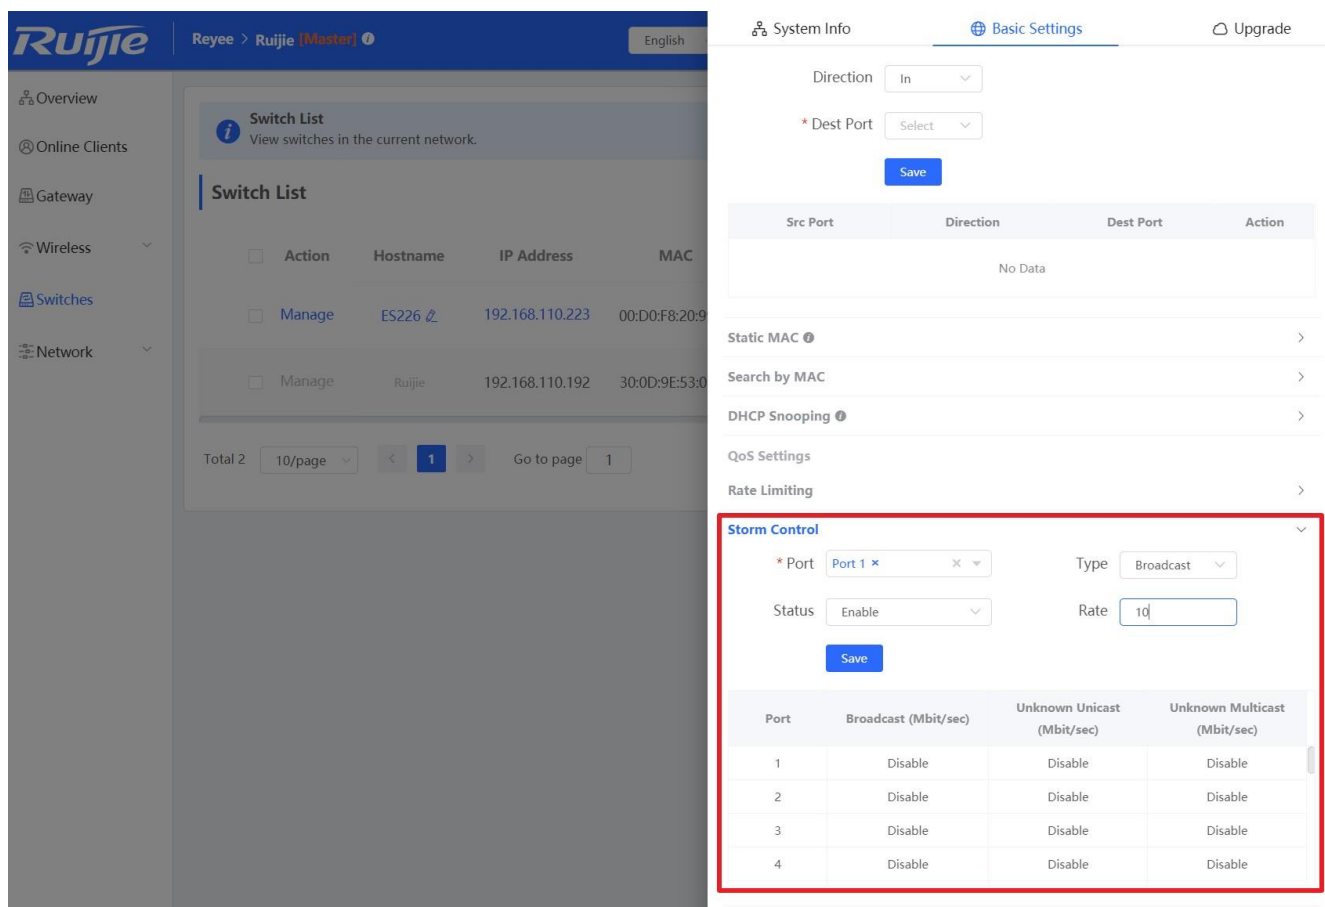 Ruijie
Reyee > Ruijie [Master]
English
Overview
Online Clients
Gateway
Wireless
Switches
Network
Switch List
View switches in the current network.
Switch List
Action Hostname IP Address MAC
Manage ES226 192.168.110.223 00:D0:F8:20:9
Manage Ruijie 192.168.110.192 30:0D:9E:53:0
Total 2 10/page < 1 > Go to page 1
System Info Basic Settings Upgrade
Direction In
* Dest Port Select
Save
Src Port Direction Dest Port Action
No Data
Static MAC
Search by MAC
DHCP Snooping
QoS Settings
Rate Limiting
Storm Control
* Port Port 1 × Type Broadcast
Status Enable Rate 10
Save
Port Broadcast (Mbit/sec) Unknown Unicast (Mbit/sec) Unknown Multicast (Mbit/sec)
1 Disable Disable Disable
2 Disable Disable Disable
3 Disable Disable Disable
4 Disable Disable Disable